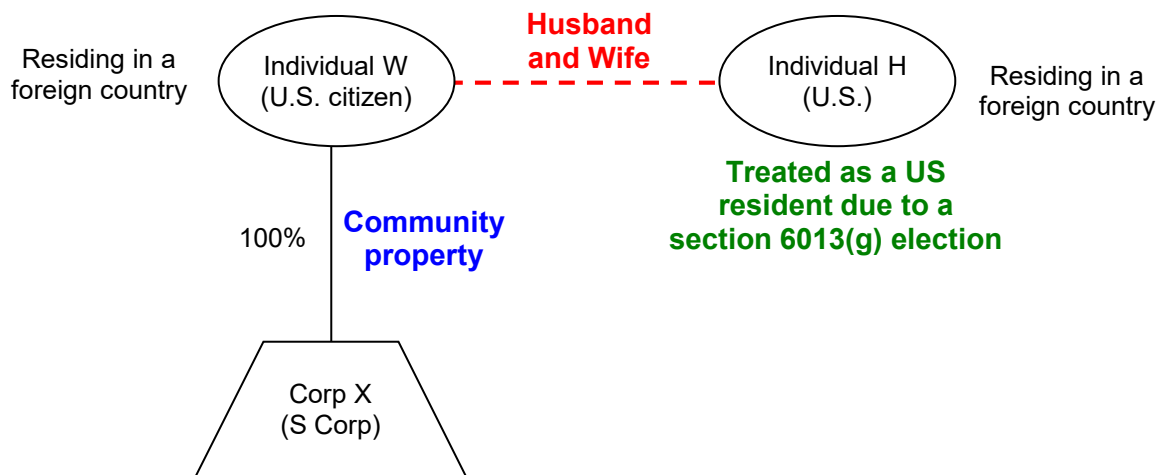 Residing in a
foreign country
Individual W
(U.S. citizen)
Husband
and Wife
Individual H
(U.S.)
Residing in a
foreign country
Treated as a US
resident due to a
section 6013(g) election
100%
Community
property
Corp X
(S Corp)